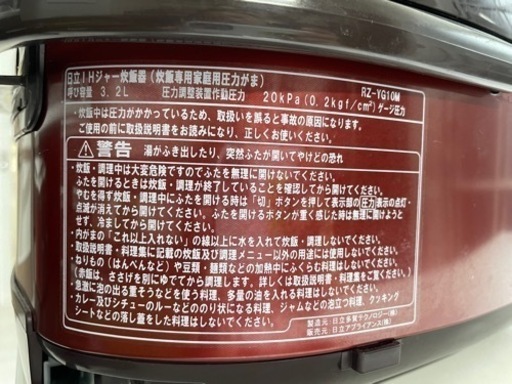 日立IHジャー炊飯器(炊飯専用家庭用圧力がま) RZ-YG10M
呼び容量 3.2L 圧力調整装置作動圧力 20kPa(0.2kgf/cm²)ゲージ圧力
・炊飯中は圧力がかかっているため、取扱いを誤ると事故の原因になります。
ご使用の前に取扱説明書をお読みになり、正しくお使いください。
警告 湯がふき出したり、突然ふたが開いてやけどの恐れ
・炊飯・調理中は大変危険ですのでふたを無理に開けないでください。
ふたを開けるときは炊飯・調理が終了していることを確認してから開けてください。
やむを得ず炊飯・調理中にふたを開ける時は「切」ボタンを押して表示部の圧力表示の点灯・
点滅が消えてから開けてください。ふたを開けるボタンが重く感じた時は無理に開けようと
せず、冷ましてから開けてください。
・内がまの「これ以上入れない」の線以上に水を入れて炊飯・調理しないでください。
・取扱説明書・料理集に記載の炊飯及び調理メニュー以外の用途には使用しないでください。
ねりもの(はんぺんなど)や豆類・麺類などの加熱中にふくらむ料理はしないでください。
(赤飯は、ささげを別にゆでてから調理します。詳しくは取扱説明書・料理集をご覧ください。)
・急激に泡の出る重そうなどを使う料理、多量の油を入れる料理、ジャムなどの泡立つ料理、
・カレー及びシチューのルーなどののり状になる料理はしないでください。クッキング
シートなどの落し蓋をした料理はしないでください。
製造元 日立多賀テクノロジー(株)
販売元 日立アプライアンス(株)